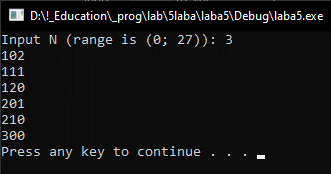 D:\!_Education\_prog\lab\5laba\laba5\Debug\laba5.exe
Input N (range is (0; 27)): 3
102
111
120
201
210
300
Press any key to continue . . .